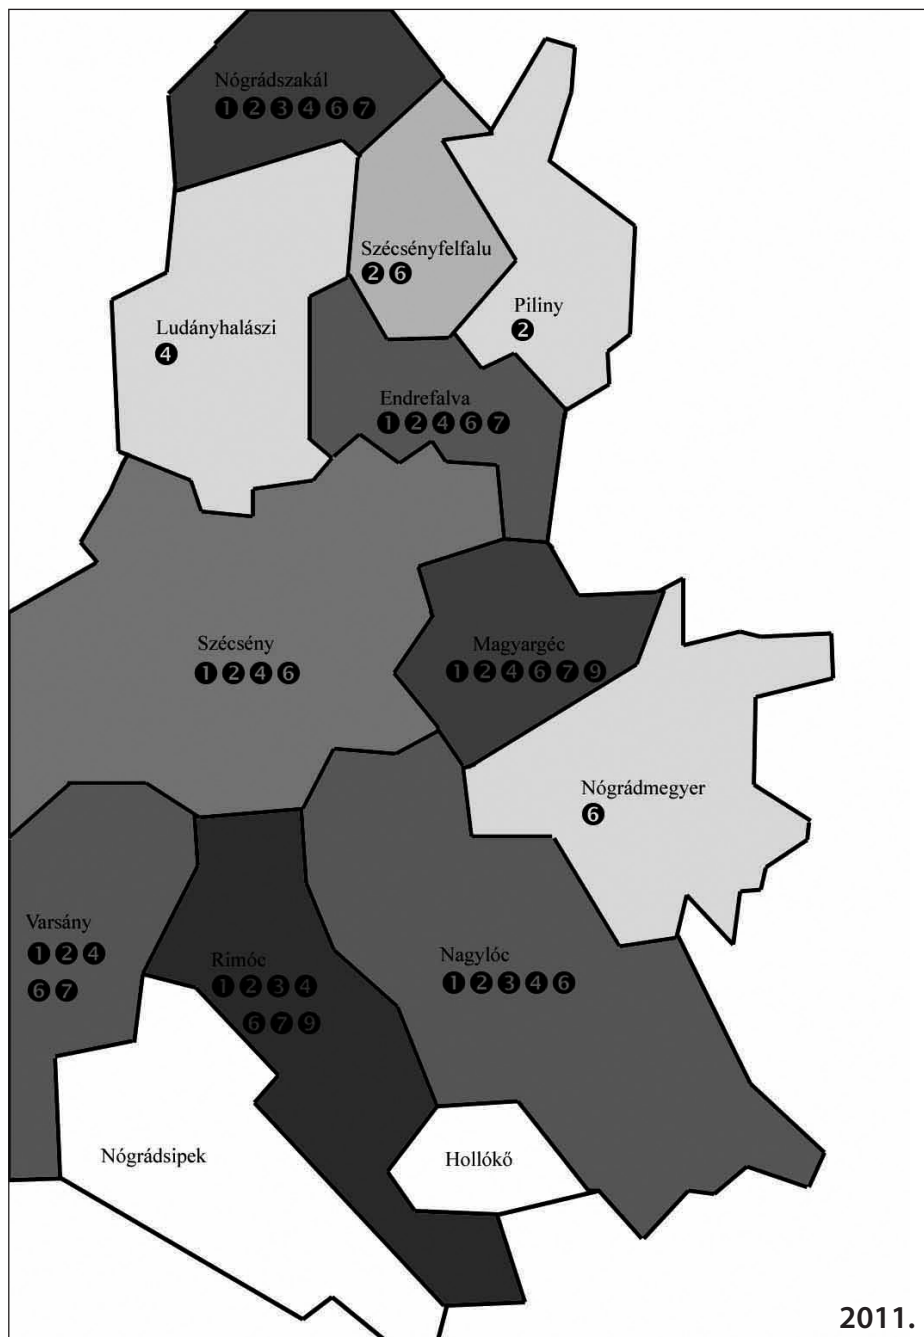 Nógrádszakál
❶❷❸❹❻❼
Szécsényfelfalu
❷❻
Piliny
❷
Ludányhalászi
❹
Endrefalva
❶❷❹❻❼
Szécsény
❶❷❹❻
Magyargéc
❶❷❹❻❼❾
Nógrádmegyer
❻
Varsány
❶❷❹
❻❼
Rimóc
❶❷❸❹
❻❼❾
Nagylóc
❶❷❸❹❻
Nógrádsipek
Hollókő
2011.